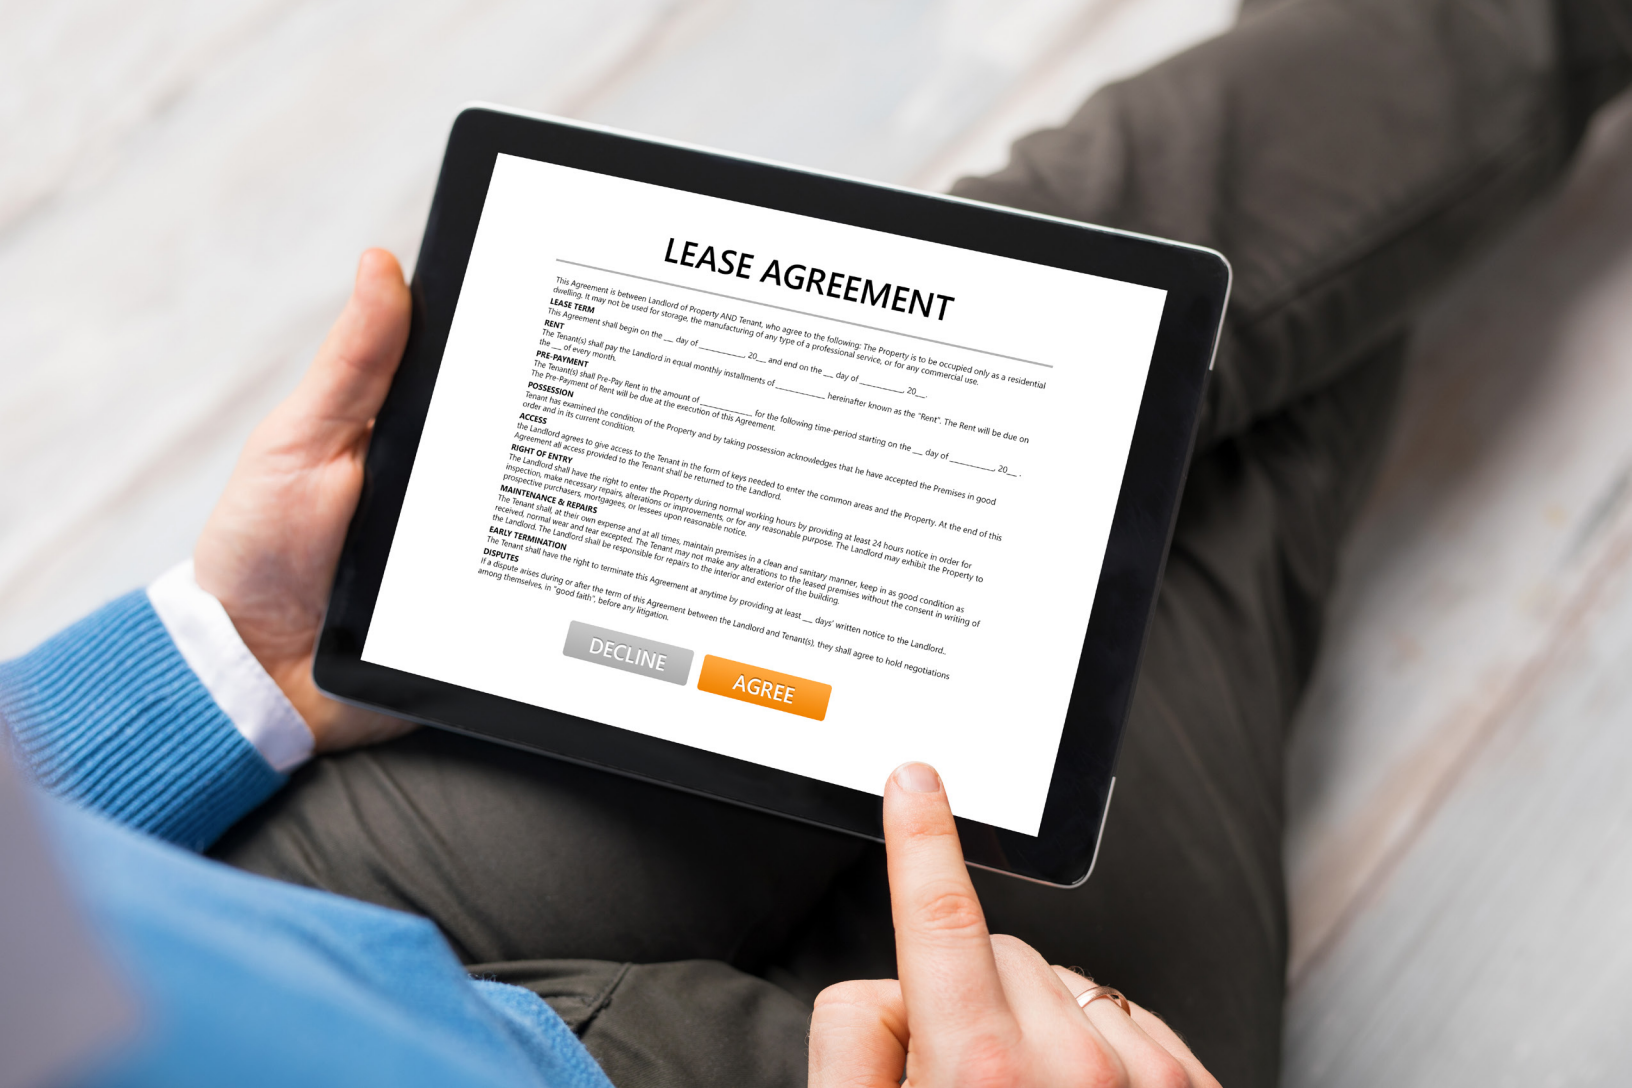 LEASE AGREEMENT
This Agreement is between Landlord of Property AND Tenant, who agree to the following: The Property is to be occupied only as a residential
dwelling. It may not be used for storage, the manufacturing of any type of a professional service, or for any commercial use.
LEASE TERM
This Agreement shall begin on the __ day of __________, 20__ and end on the __ day of __________, 20__.
RENT
The Tenant(s) shall pay the Landlord in equal monthly installments of ___________ hereinafter known as the "Rent". The Rent will be due on
the __ of every month.
PRE-PAYMENT
The Tenant(s) shall Pre-Pay Rent in the amount of ___________ for the following time-period starting on the __ day of __________, 20__ .
The Pre-Payment of Rent will be due at the execution of this Agreement.
POSSESSION
Tenant has examined the condition of the Property and by taking possession acknowledges that he have accepted the Premises in good
order and in its current condition.
ACCESS
the Landlord agrees to give access to the Tenant in the form of keys needed to enter the common areas and the Property. At the end of this
Agreement all access provided to the Tenant shall be returned to the Landlord.
RIGHT OF ENTRY
The Landlord shall have the right to enter the Property during normal working hours by providing at least 24 hours notice in order for
inspection, make necessary repairs, alterations or improvements, or for any reasonable purpose. The Landlord may exhibit the Property to
prospective purchasers, mortgagees, or lessees upon reasonable notice.
MAINTENANCE & REPAIRS
The Tenant shall, at their own expense and at all times, maintain premises in a clean and sanitary manner, keep in as good condition as
received, normal wear and tear excepted. The Tenant may not make any alterations to the leased premises without the consent in writing of
the Landlord. The Landlord shall be responsible for repairs to the interior and exterior of the building.
EARLY TERMINATION
The Tenant shall have the right to terminate this Agreement at anytime by providing at least __ days' written notice to the Landlord..
DISPUTES
If a dispute arises during or after the term of this Agreement between the Landlord and Tenant(s), they shall agree to hold negotiations
among themselves, in "good faith", before any litigation.
DECLINE
AGREE